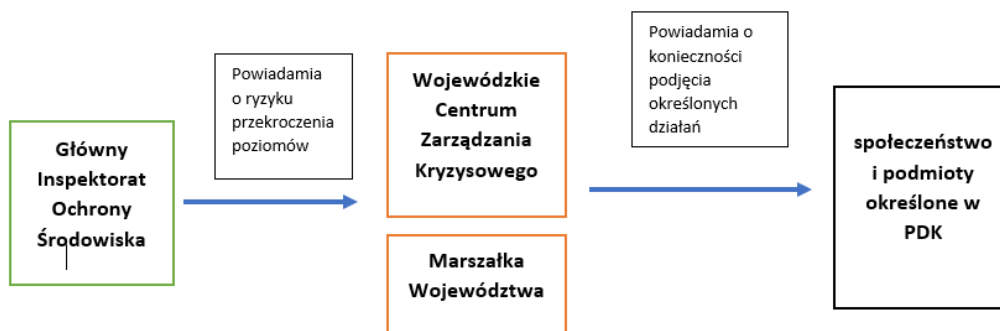 Główny
Inspektorat
Ochrony
Środowiska
Powiadamia
o ryzyku
przekroczenia
poziomów
Wojewódzkie
Centrum
Zarządzania
Kryzysowego
Marszałka
Województwa
Powiadamia o
konieczności
podjęcia
określonych
działań
społeczeństwo
i podmioty
określone w
PDK